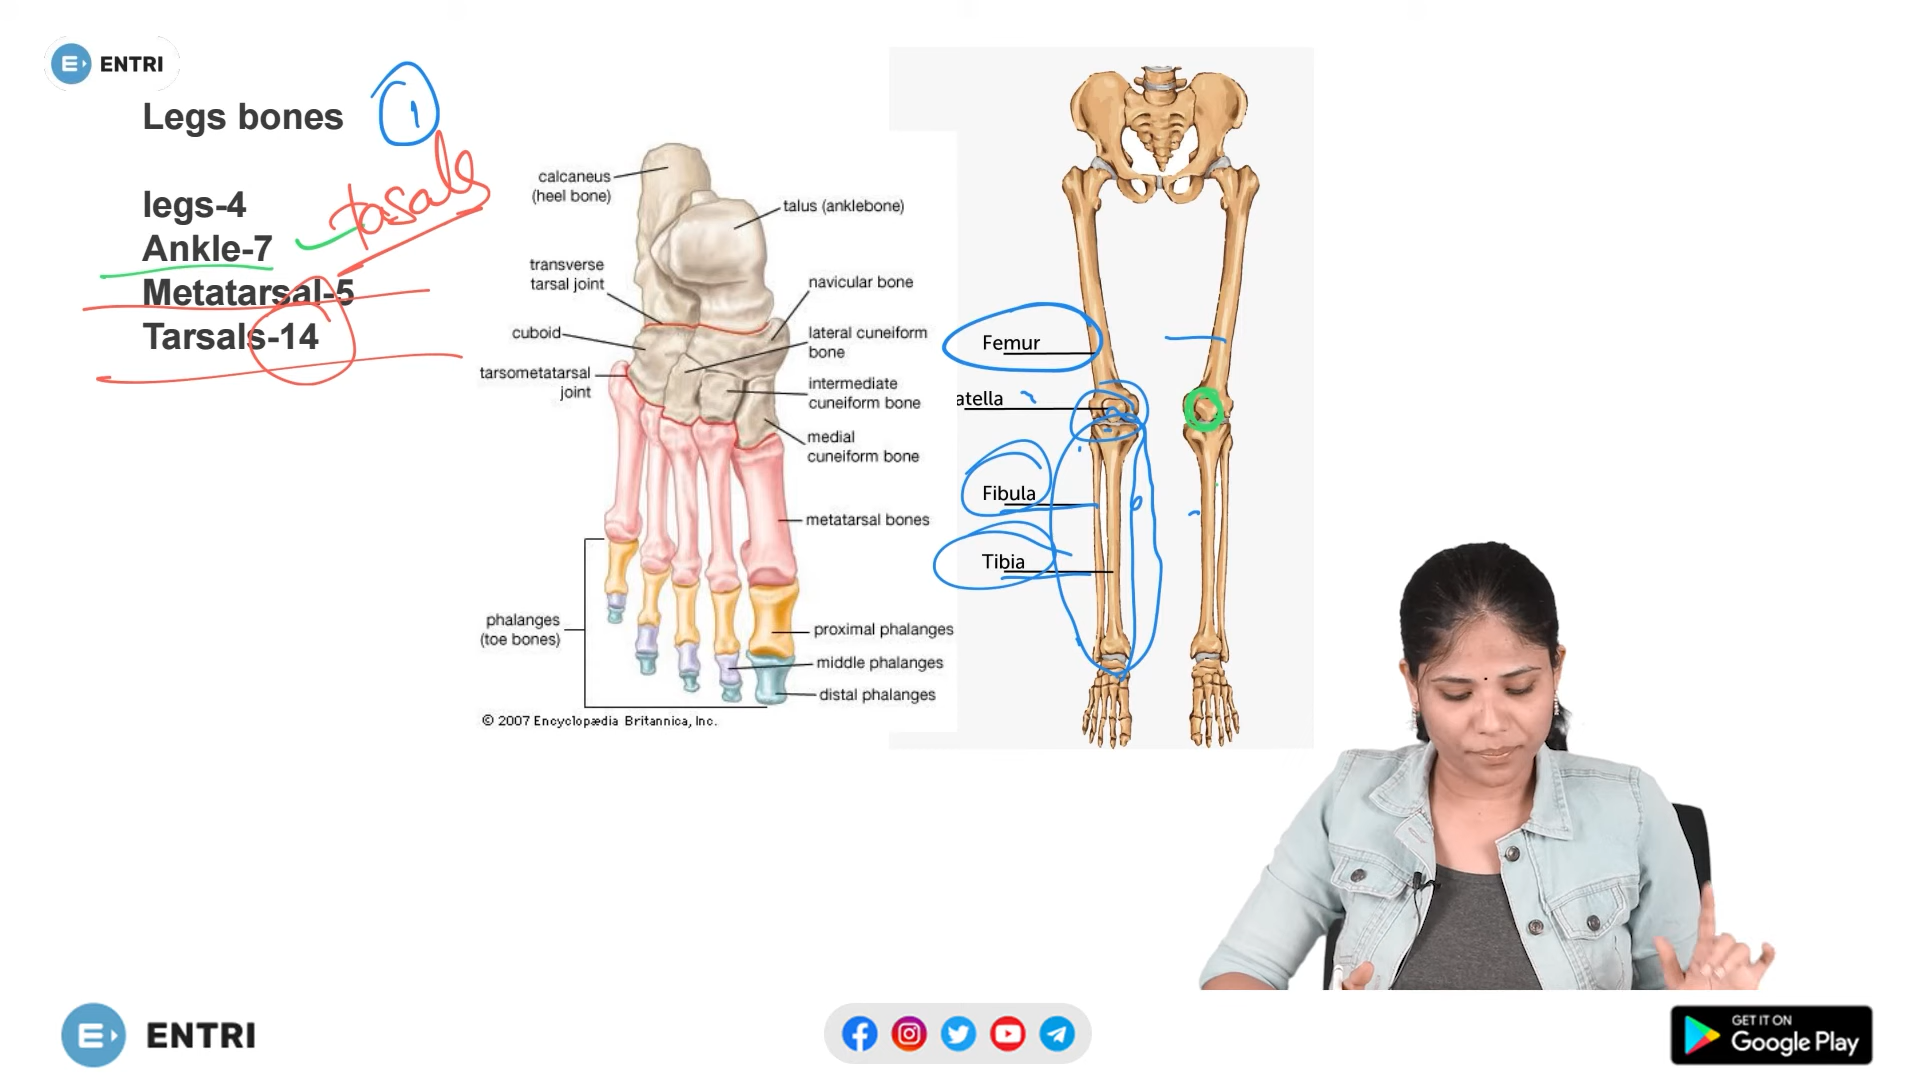 ENTRI
Legs bones
1
legs-4
Ankle-7
tasals
Metatarsal-5
Tarsals-14
calcaneus
(heel bone)
talus (anklebone)
transverse
tarsal joint
navicular bone
cuboid
lateral cuneiform
bone
tarsometatarsal
joint
intermediate
cuneiform bone
medial
cuneiform bone
metatarsal bones
phalanges
(toe bones)
proximal phalanges
middle phalanges
distal phalanges
© 2007 Encyclopædia Britannica, Inc.
Femur
atella
Fibula
Tibia
ENTRI
GET IT ON
Google Play